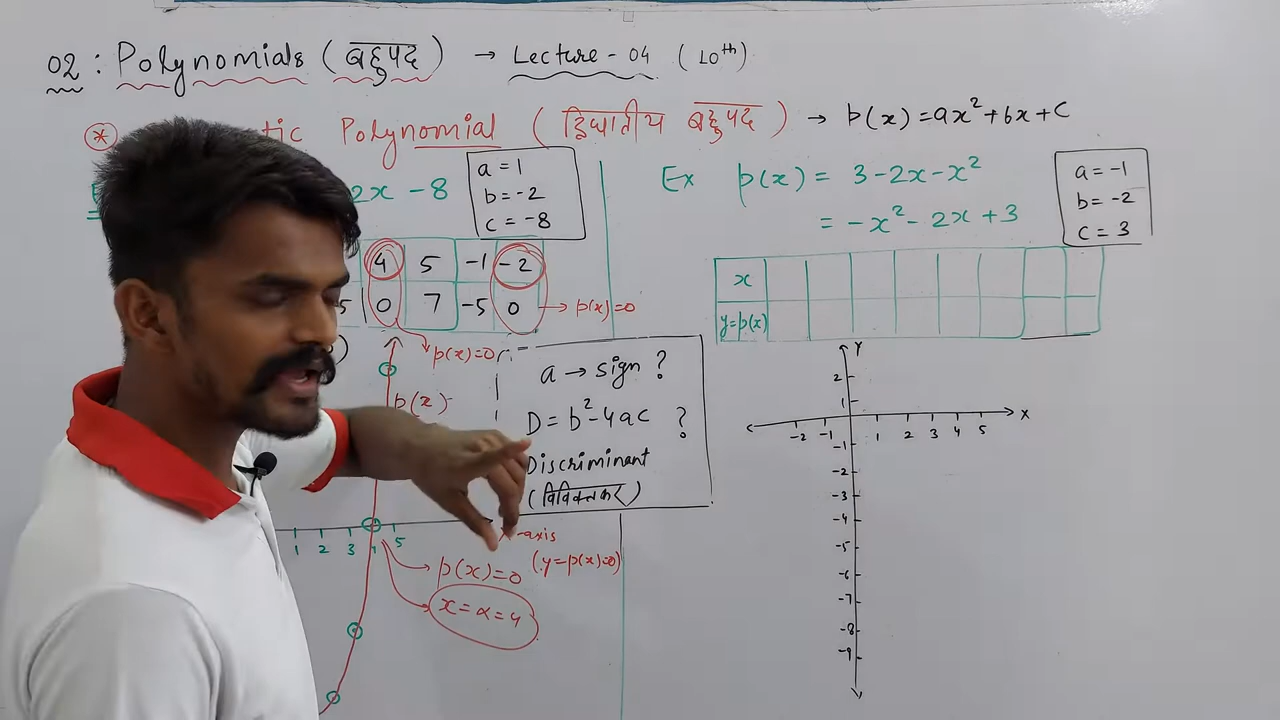 02 : Polynomials ( बहुपद ) → Lecture - 04 ( 10th )
* tic Polynomial ( द्विघातीय बहुपद ) → p(x) = ax² + bx + c
2x - 8
a = 1
b = -2
c = -8
4 5 -1 -2
5 0 7 -5 0 → p(x)=0
p(x)=0
p(x)
a → sign ?
D = b² - 4ac ?
Discriminant
(विविक्तकर)
1 2 3 4 5
-axis
(y=p(x)=0)
p(x)=0
x = α = 4
Ex p(x) = 3 - 2x - x²
= -x² - 2x + 3
a = -1
b = -2
c = 3
x
y=p(x)
Y
2
1
-2 -1 1 2 3 4 5 X
-1
-2
-3
-4
-5
-6
-7
-8
-9